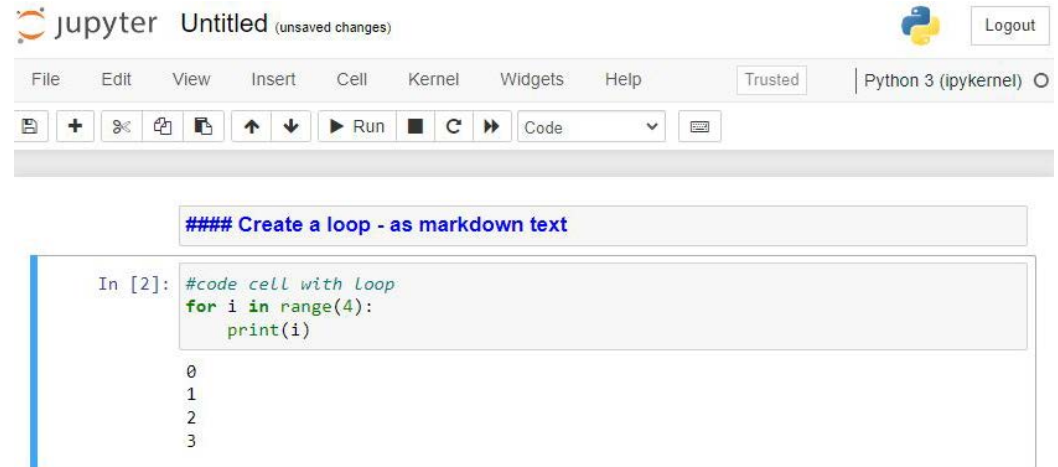 jupyter Untitled (unsaved changes) Logout
File Edit View Insert Cell Kernel Widgets Help Trusted Python 3 (ipykernel)
Run Code
#### Create a loop - as markdown text
In [2]: #code cell with loop
for i in range(4):
    print(i)
0
1
2
3